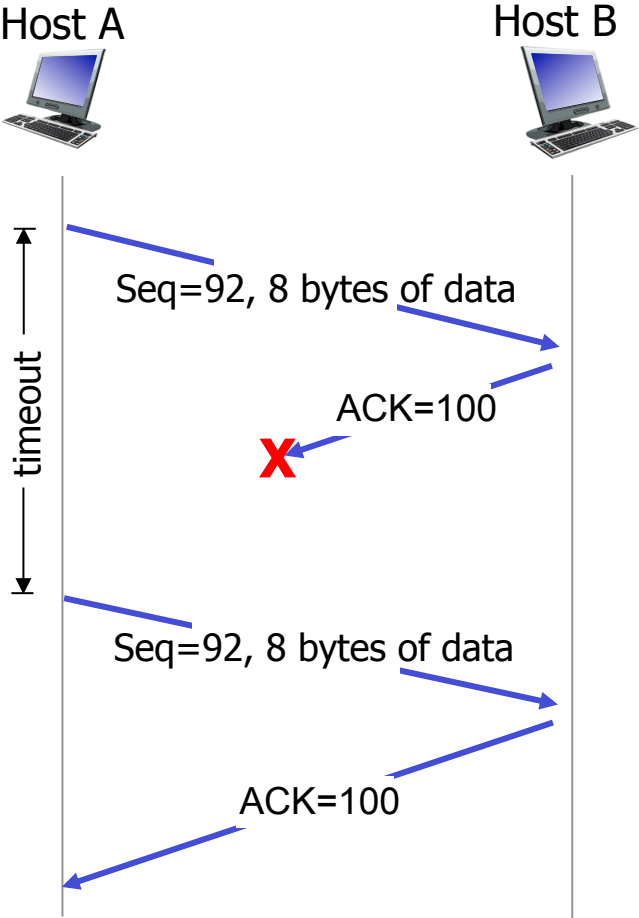 Host A
Host B
Seq=92, 8 bytes of data
ACK=100
X
timeout
Seq=92, 8 bytes of data
ACK=100